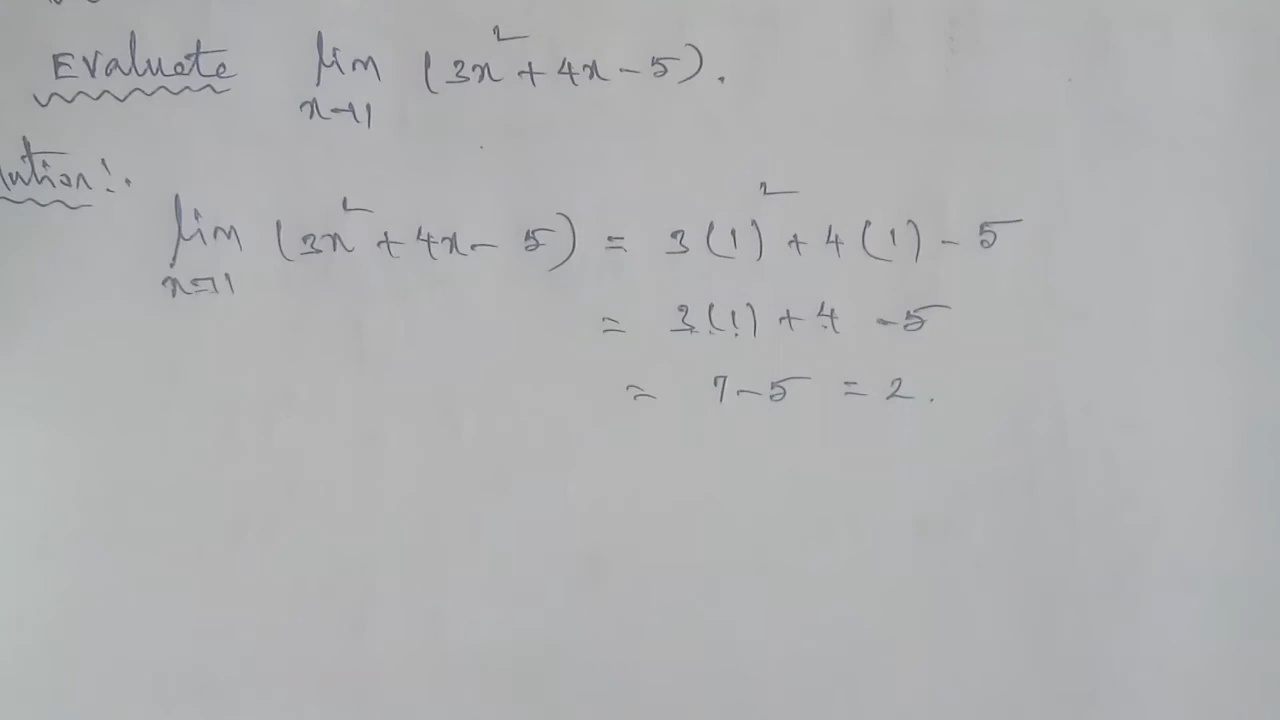 Evaluate lim x→1 (3x² + 4x - 5).
lution:
lim x→1 (3x² + 4x - 5) = 3(1)² + 4(1) - 5
= 3(1) + 4 - 5
= 7 - 5 = 2.